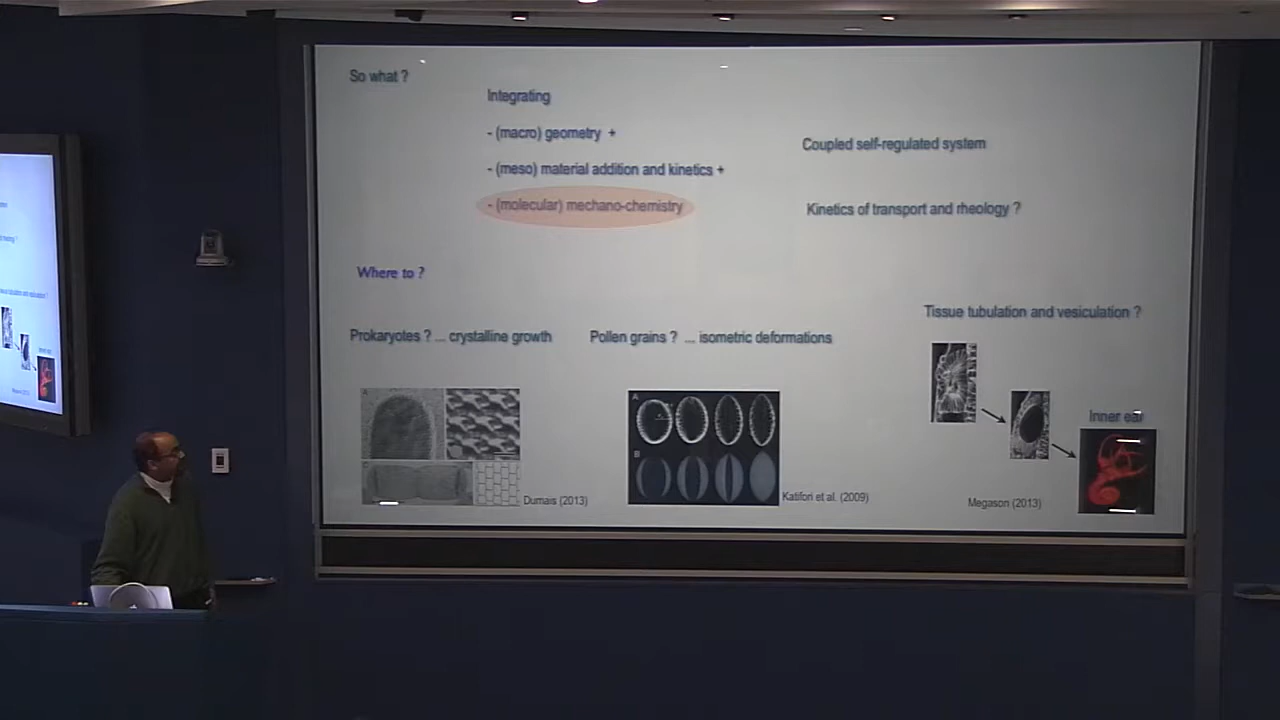 So what ?
Integrating
- (macro) geometry +
- (meso) material addition and kinetics +
- (molecular) mechano-chemistry
Coupled self-regulated system
Kinetics of transport and rheology ?
Where to ?
Prokaryotes ? ... crystalline growth
Pollen grains ? ... isometric deformations
Tissue tubulation and vesiculation ?
Inner ear
A
B
Dumais (2013)
Katifori et al. (2009)
Megason (2013)